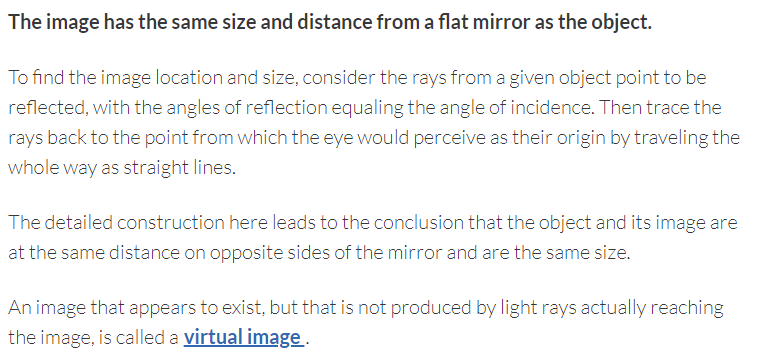 The image has the same size and distance from a flat mirror as the object.
To find the image location and size, consider the rays from a given object point to be
reflected, with the angles of reflection equaling the angle of incidence. Then trace the
rays back to the point from which the eye would perceive as their origin by traveling the
whole way as straight lines.
The detailed construction here leads to the conclusion that the object and its image are
at the same distance on opposite sides of the mirror and are the same size.
An image that appears to exist, but that is not produced by light rays actually reaching
the image, is called a virtual image .